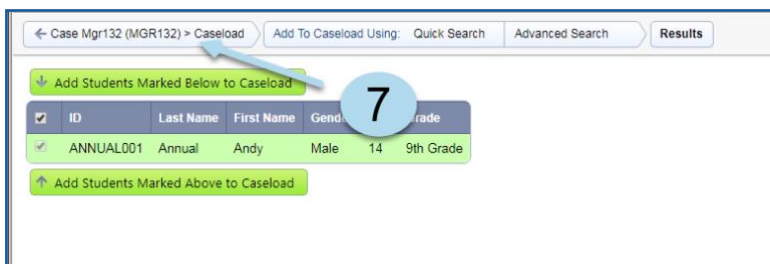 ← Case Mgr132 (MGR132) > Caseload Add To Caseload Using: Quick Search Advanced Search Results
Add Students Marked Below to Caseload
7
ID Last Name First Name Gend rade
ANNUAL001 Annual Andy Male 14 9th Grade
Add Students Marked Above to Caseload